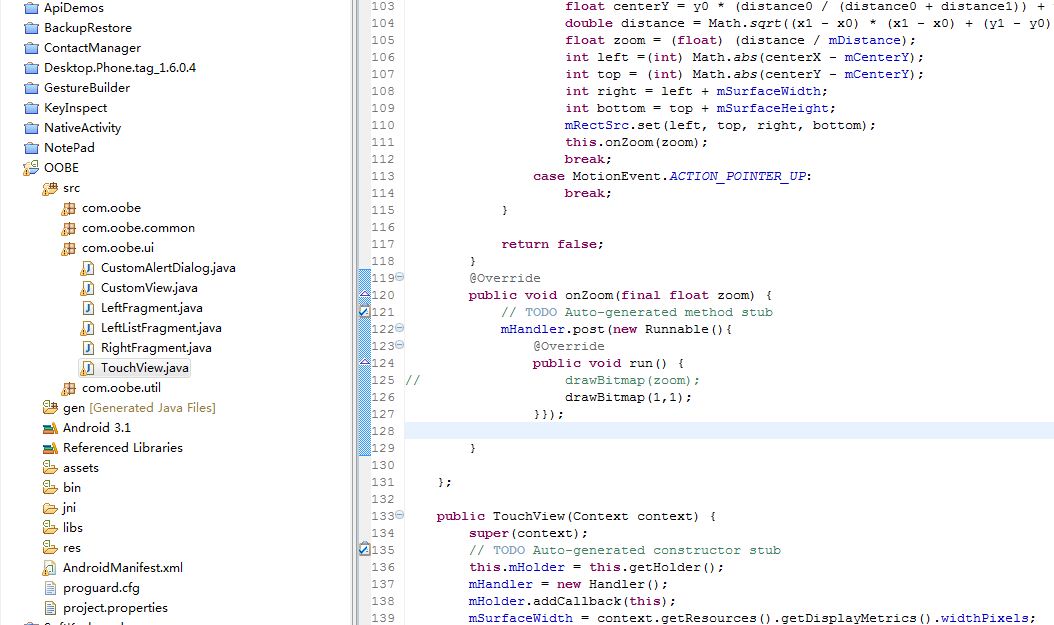 ApiDemos
BackupRestore
ContactManager
Desktop.Phone.tag_1.6.0.4
GestureBuilder
KeyInspect
NativeActivity
NotePad
OOBE
src
com.oobe
com.oobe.common
com.oobe.ui
CustomAlertDialog.java
CustomView.java
LeftFragment.java
LeftListFragment.java
RightFragment.java
TouchView.java
com.oobe.util
gen [Generated Java Files]
Android 3.1
Referenced Libraries
assets
bin
jni
libs
res
AndroidManifest.xml
proguard.cfg
project.properties
103 float centerY = y0 * (distance0 / (distance0 + distance1)) +
104 double distance = Math.sqrt((x1 - x0) * (x1 - x0) + (y1 - y0)
105 float zoom = (float) (distance / mDistance);
106 int left =(int) Math.abs(centerX - mCenterY);
107 int top = (int) Math.abs(centerY - mCenterY);
108 int right = left + mSurfaceWidth;
109 int bottom = top + mSurfaceHeight;
110 mRectSrc.set(left, top, right, bottom);
111 this.onZoom(zoom);
112 break;
113 case MotionEvent.ACTION_POINTER_UP:
114 break;
115 }
116
117 return false;
118 }
119 @Override
120 public void onZoom(final float zoom) {
121 // TODO Auto-generated method stub
122 mHandler.post(new Runnable(){
123 @Override
124 public void run() {
125 // drawBitmap(zoom);
126 drawBitmap(1,1);
127 }});
128
129 }
130
131 };
132
133 public TouchView(Context context) {
134 super(context);
135 // TODO Auto-generated constructor stub
136 this.mHolder = this.getHolder();
137 mHandler = new Handler();
138 mHolder.addCallback(this);
139 mSurfaceWidth = context.getResources().getDisplayMetrics().widthPixels;